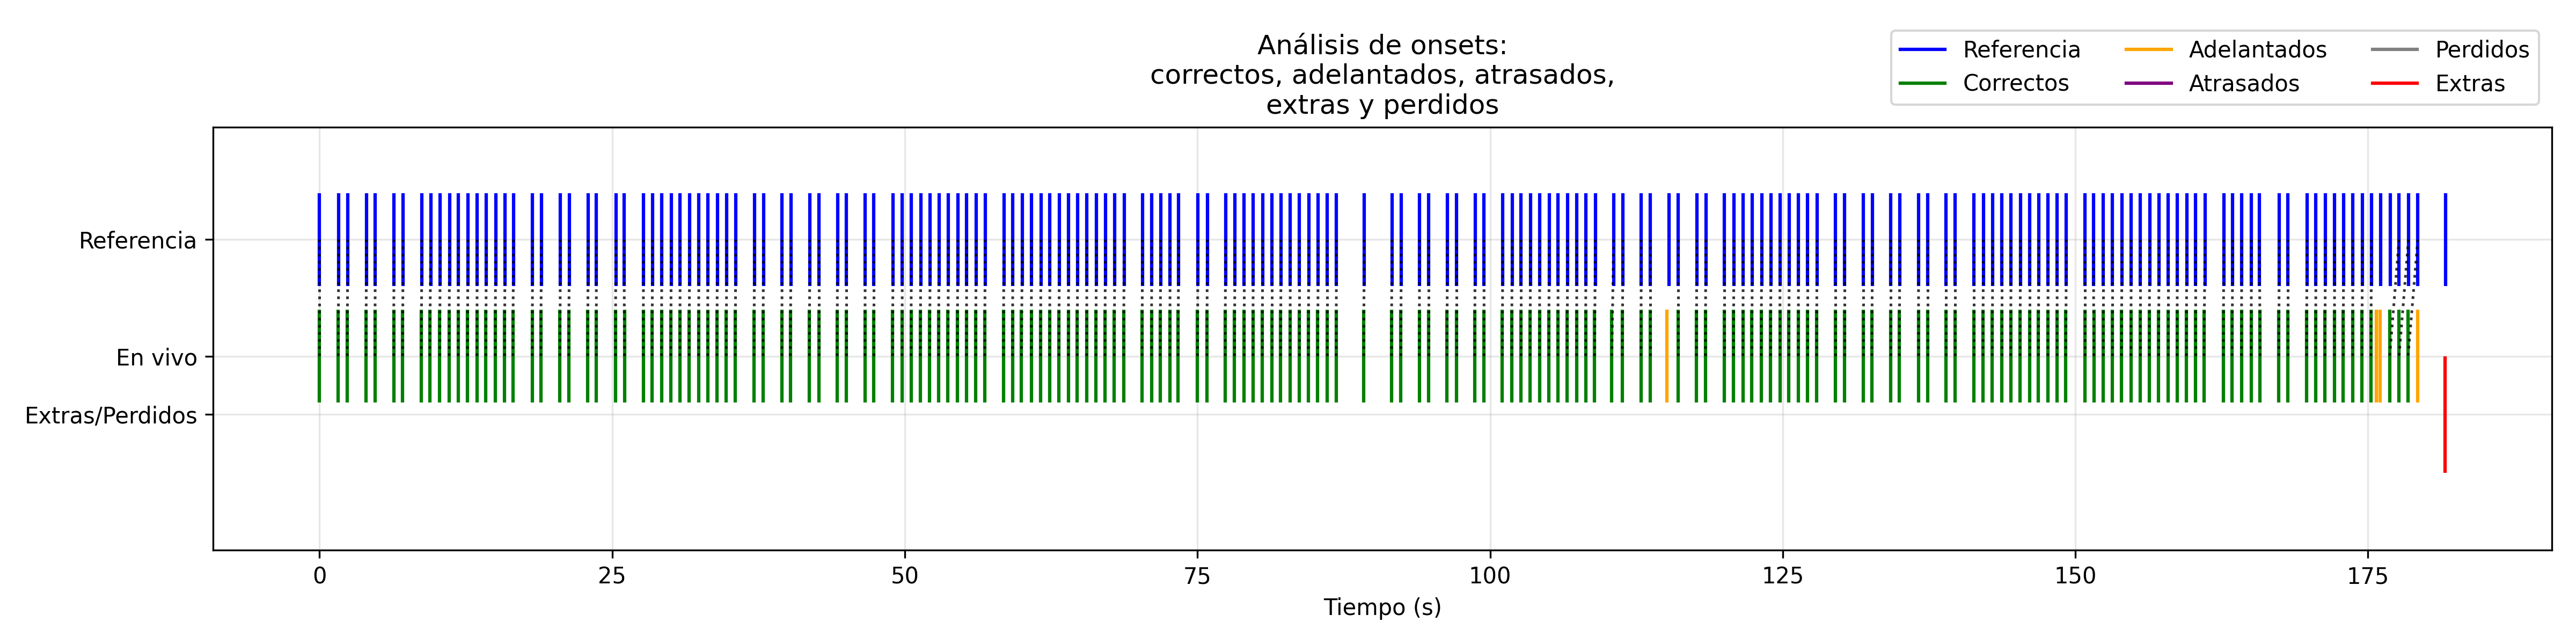 Análisis de onsets:
correctos, adelantados, atrasados,
extras y perdidos
Referencia
Correctos
Adelantados
Atrasados
Perdidos
Extras
Referencia
En vivo
Extras/Perdidos
0
25
50
75
100
125
150
175
Tiempo (s)